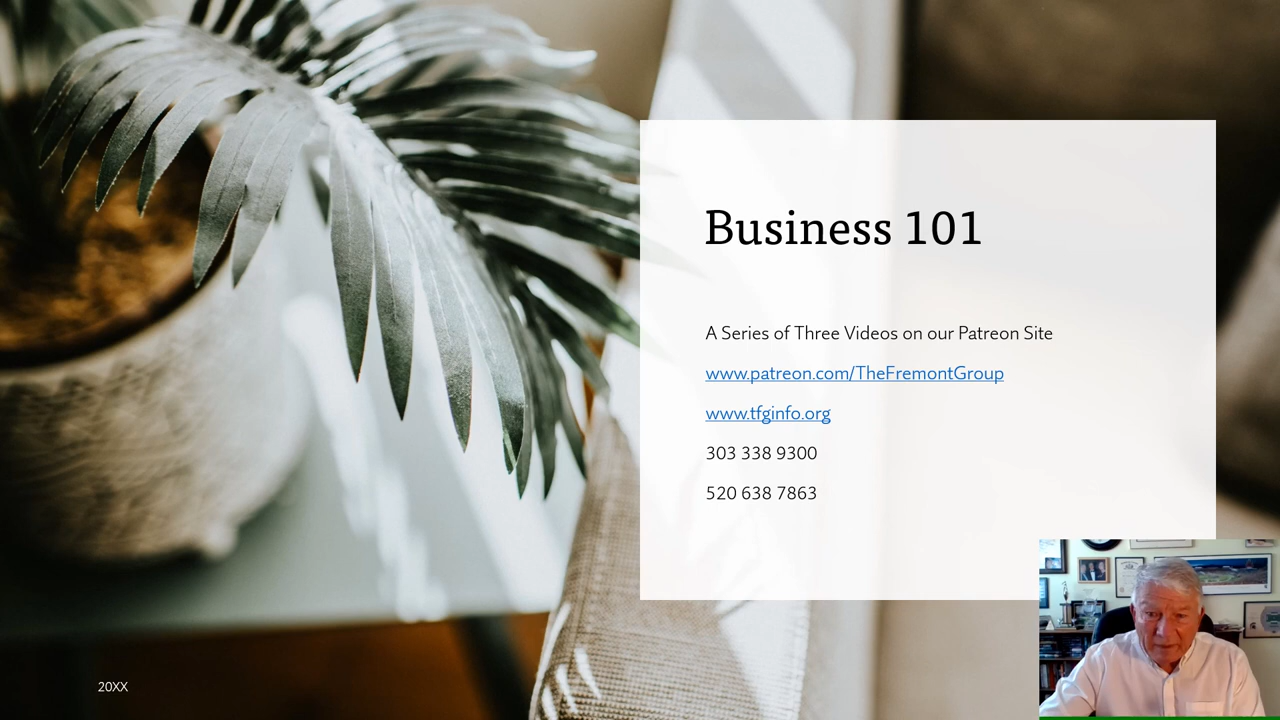 Business 101
A Series of Three Videos on our Patreon Site
www.patreon.com/TheFremontGroup
www.tfginfo.org
303 338 9300
520 638 7863
20XX